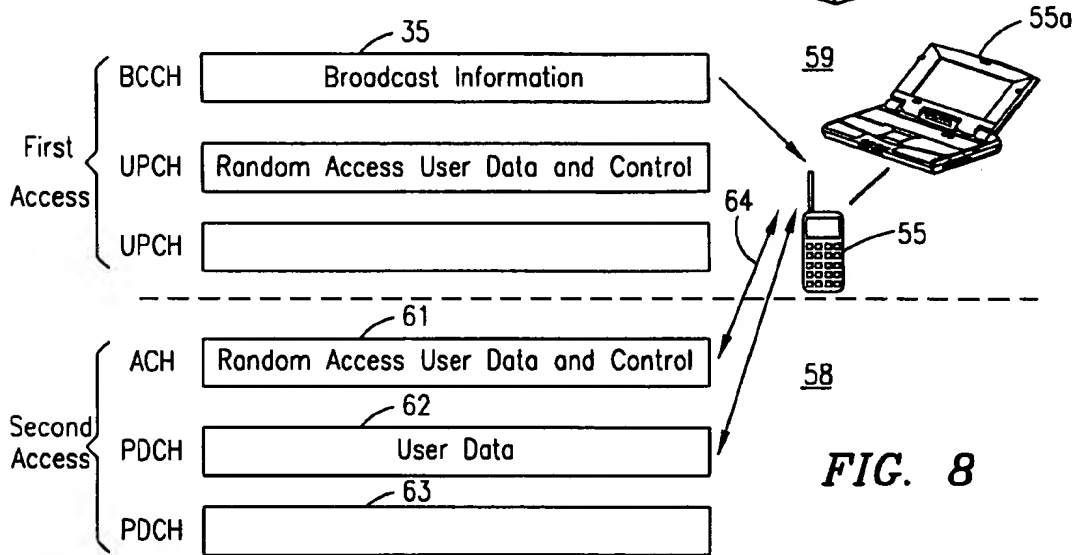 55a
35
59
BCCH Broadcast Information
First Access
UPCH Random Access User Data and Control
64
UPCH
55
61
ACH Random Access User Data and Control
58
62
Second Access
PDCH User Data
FIG. 8
63
PDCH